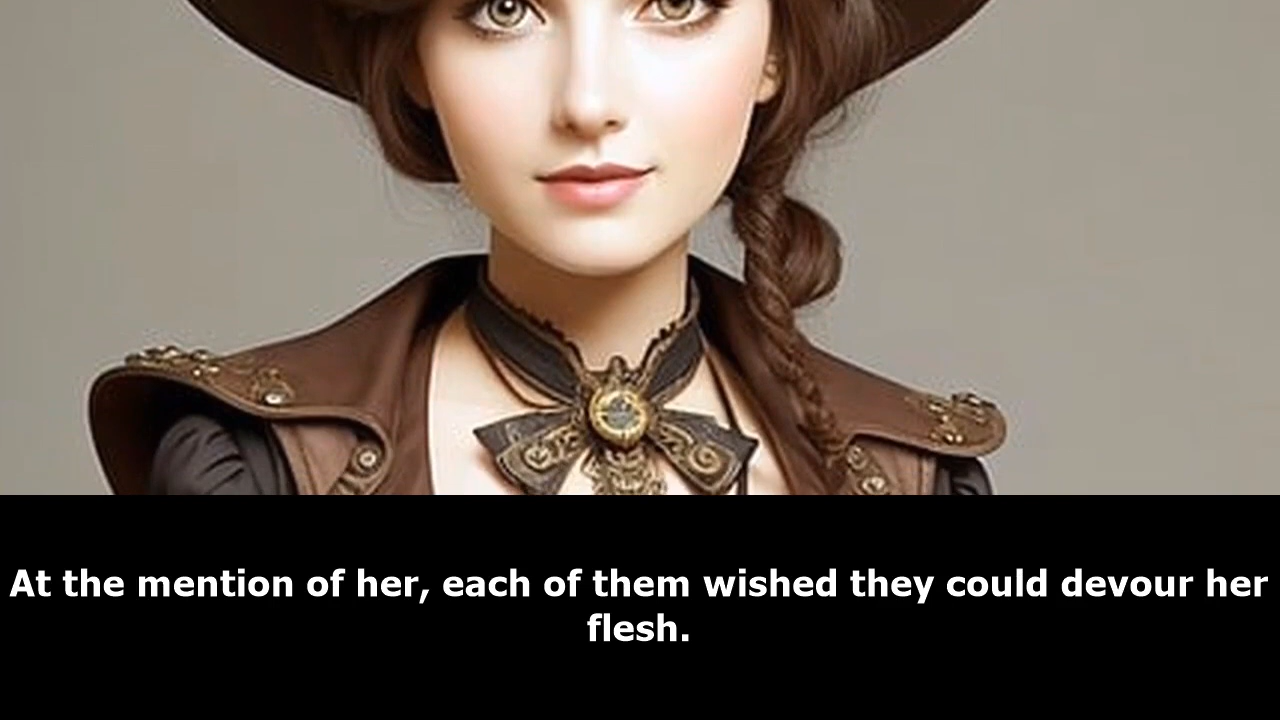 At the mention of her, each of them wished they could devour her
flesh.